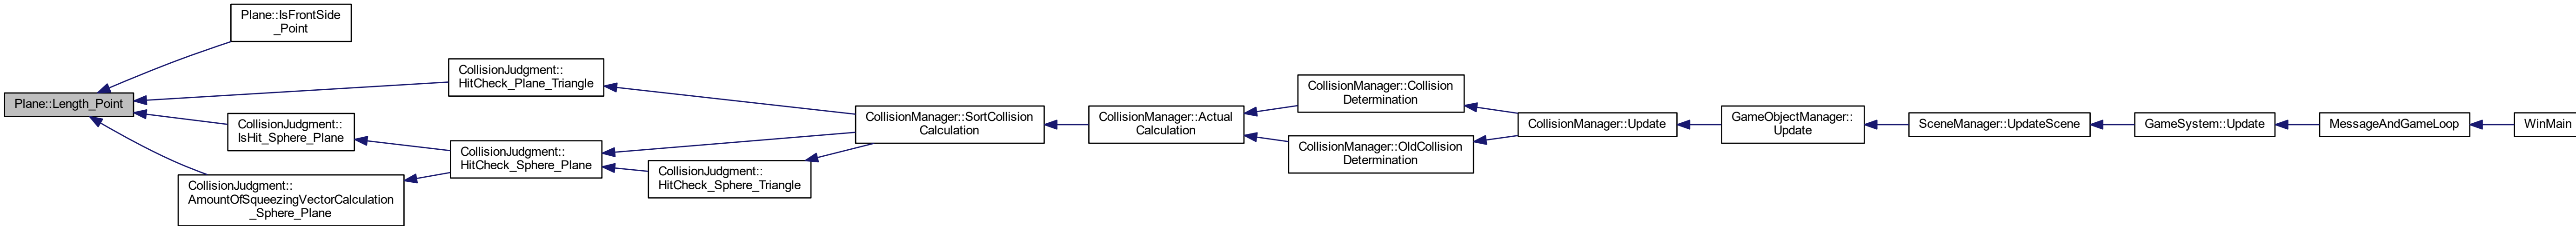 Plane::Length_Point
Plane::IsFrontSide
_Point
CollisionJudgment::
HitCheck_Plane_Triangle
CollisionJudgment::
IsHit_Sphere_Plane
CollisionJudgment::
AmountOfSqueezingVectorCalculation
_Sphere_Plane
CollisionJudgment::
HitCheck_Sphere_Plane
CollisionJudgment::
HitCheck_Sphere_Triangle
CollisionManager::SortCollision
Calculation
CollisionManager::Actual
Calculation
CollisionManager::Collision
Determination
CollisionManager::OldCollision
Determination
CollisionManager::Update
GameObjectManager::
Update
SceneManager::UpdateScene
GameSystem::Update
MessageAndGameLoop
WinMain